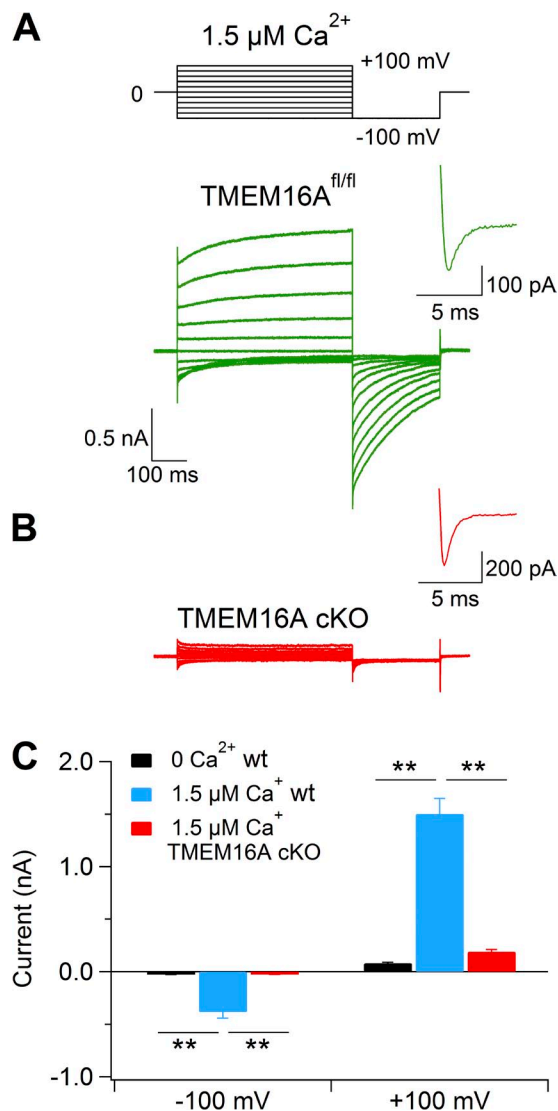 A
1.5 µM Ca2+
+100 mV
0
-100 mV
TMEM16Afl/fl
100 pA
5 ms
0.5 nA
100 ms
B
200 pA
5 ms
TMEM16A cKO
C
2.0
0 Ca2+ wt
1.5 µM Ca+ wt
1.5 µM Ca+
TMEM16A cKO
** **
1.0
Current (nA)
0.0
** **
-1.0
-100 mV +100 mV